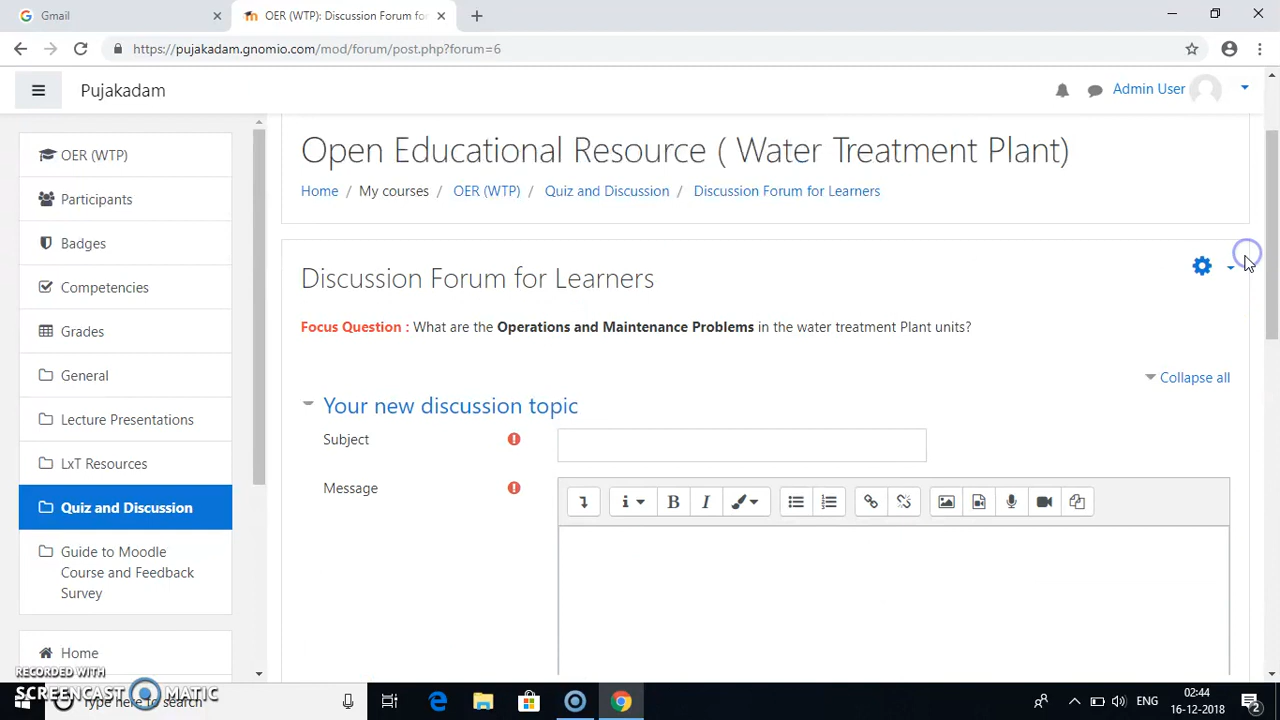 Gmail
OER (WTP): Discussion Forum for
https://pujakadam.gnomio.com/mod/forum/post.php?forum=6
Pujakadam
Admin User
OER (WTP)
Participants
Badges
Competencies
Grades
General
Lecture Presentations
LxT Resources
Quiz and Discussion
Guide to Moodle
Course and Feedback
Survey
Home
Open Educational Resource ( Water Treatment Plant)
Home / My courses / OER (WTP) / Quiz and Discussion / Discussion Forum for Learners
Discussion Forum for Learners
Focus Question : What are the Operations and Maintenance Problems in the water treatment Plant units?
Collapse all
Your new discussion topic
Subject
Message
RECORDED WITH
SCREENCAST MATIC
Type here to search
ENG
02:44
16-12-2018
2